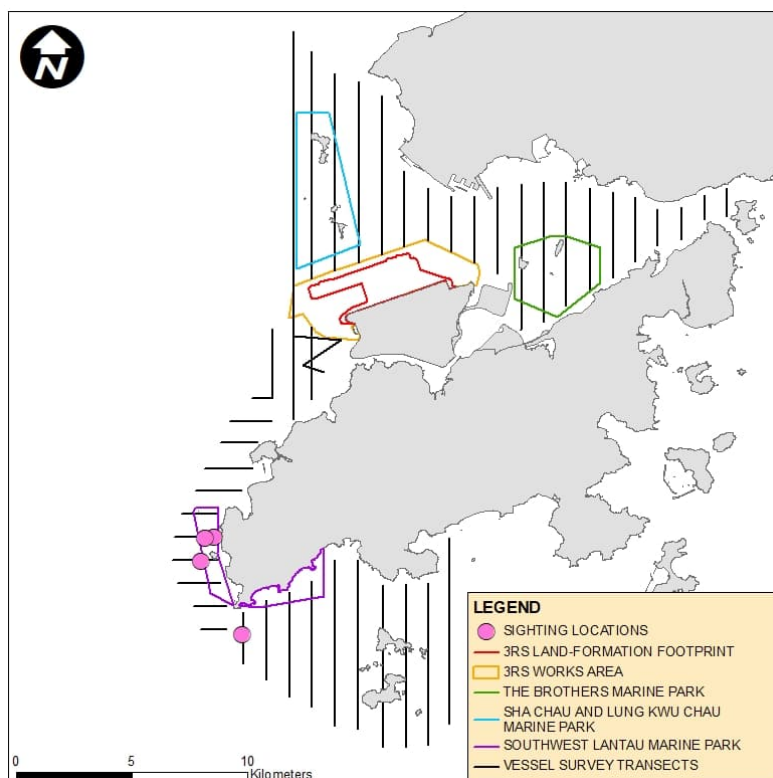 N
LEGEND
SIGHTING LOCATIONS
3RS LAND-FORMATION FOOTPRINT
3RS WORKS AREA
THE BROTHERS MARINE PARK
SHA CHAU AND LUNG KWU CHAU
MARINE PARK
SOUTHWEST LANTAU MARINE PARK
VESSEL SURVEY TRANSECTS
0 5 10
Kilometers